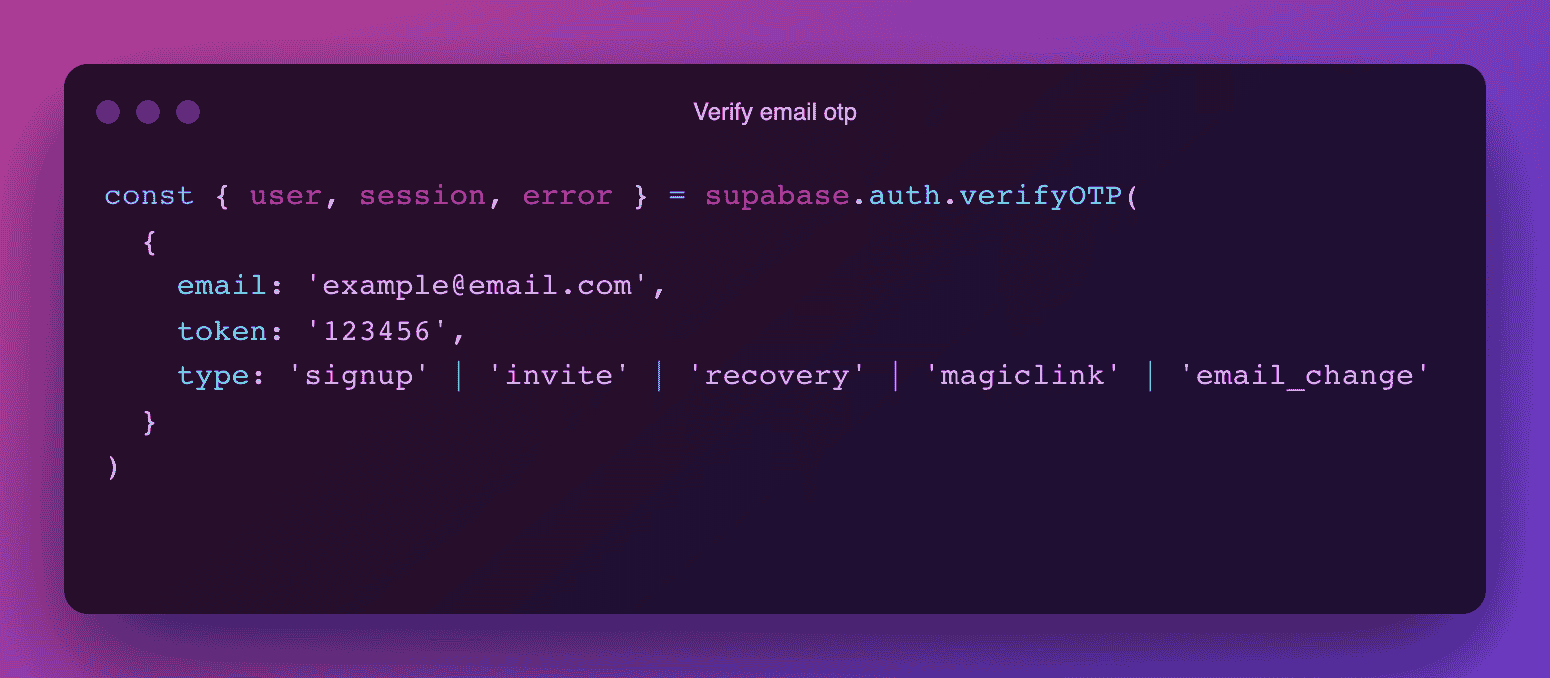 Verify email otp
const { user, session, error } = supabase.auth.verifyOTP(
{
email: 'example@email.com',
token: '123456',
type: 'signup' | 'invite' | 'recovery' | 'magiclink' | 'email_change'
}
)